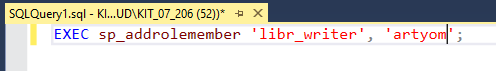 SQLQuery1.sql - KI...UD\KIT_07_206 (52))*
EXEC sp_addrolemember 'libr_writer', 'artyom';